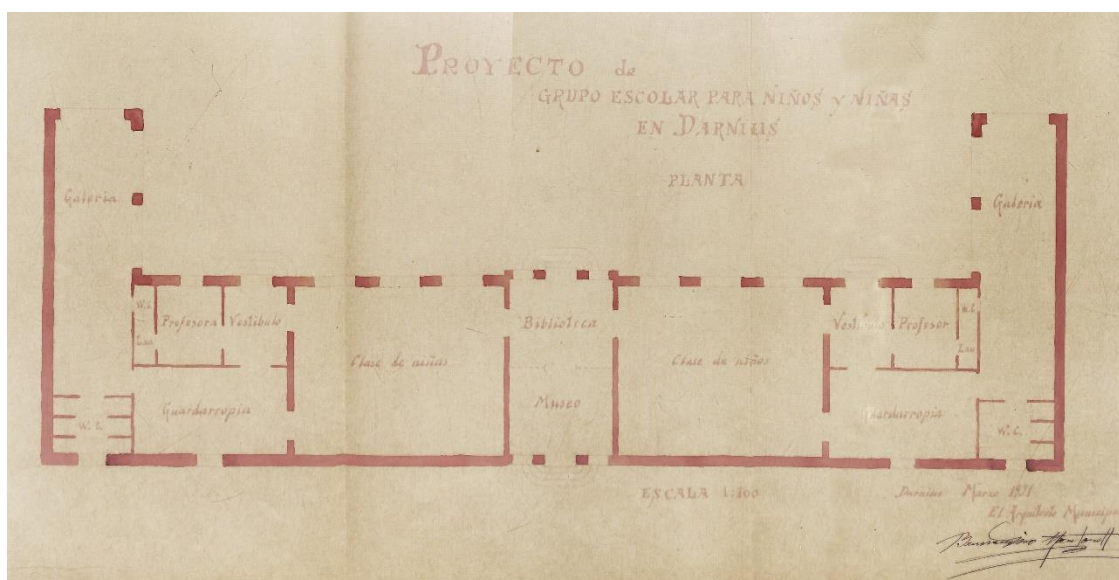 PROYECTO de
GRUPO ESCOLAR PARA NIÑOS y NIÑAS
EN DARNIUS
PLANTA
Galeria
Galeria
W.C.
Profesora
Vestibulo
Biblioteca
Vestibulo
Profesor
W.C.
Lav.
Clase de niñas
Clase de niños
Lav.
Guardarropia
Museo
Guardarropia
W. C.
W. C.
ESCALA 1:100
Darnius Marzo 1931
El Arquitecto Municipal